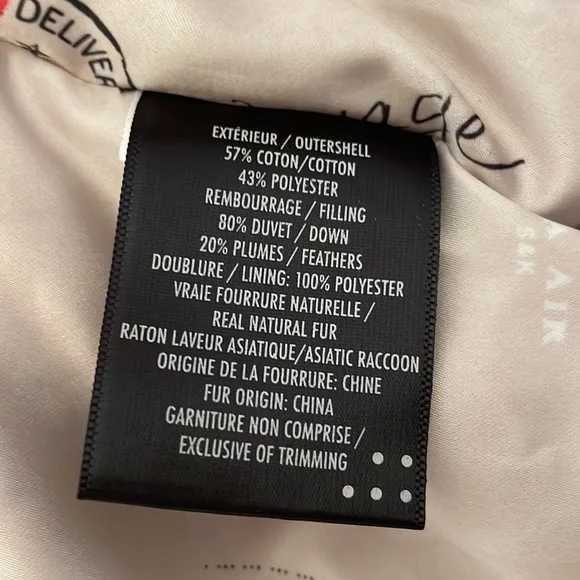 DELIVER
EXTÉRIEUR / OUTERSHELL
57% COTON/COTTON
43% POLYESTER
REMBOURRAGE / FILLING
80% DUVET / DOWN
20% PLUMES / FEATHERS
DOUBLURE / LINING: 100% POLYESTER
VRAIE FOURRURE NATURELLE /
REAL NATURAL FUR
RATON LAVEUR ASIATIQUE/ASIATIC RACCOON
ORIGINE DE LA FOURRURE: CHINE
FUR ORIGIN: CHINA
GARNITURE NON COMPRISE /
EXCLUSIVE OF TRIMMING
AIR